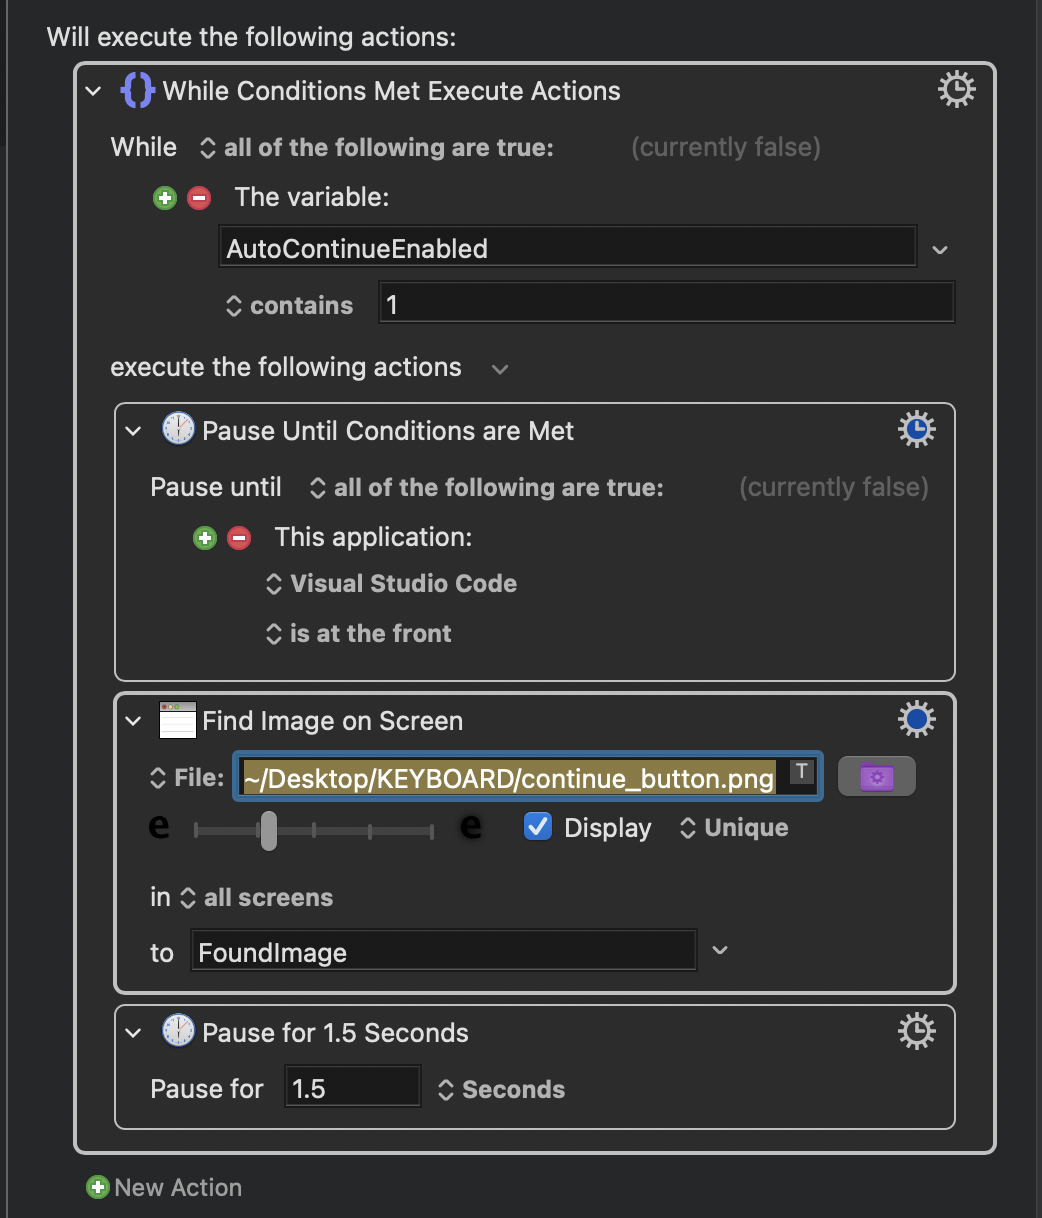 Will execute the following actions:
While Conditions Met Execute Actions
While all of the following are true: (currently false)
The variable:
AutoContinueEnabled
contains 1
execute the following actions
Pause Until Conditions are Met
Pause until all of the following are true: (currently false)
This application:
Visual Studio Code
is at the front
Find Image on Screen
File: ~/Desktop/KEYBOARD/continue_button.png T
e e Display Unique
in all screens
to FoundImage
Pause for 1.5 Seconds
Pause for 1.5 Seconds
New Action